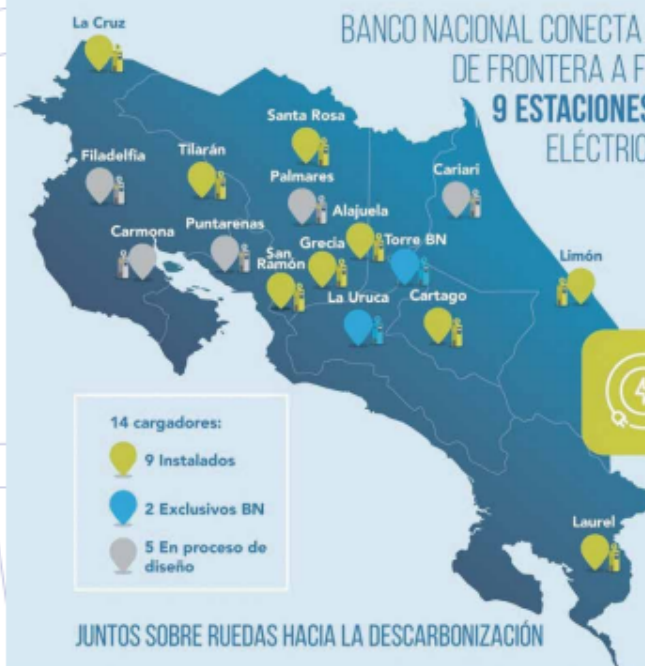 BANCO NACIONAL CONECTA
DE FRONTERA A F
9 ESTACIONES
ELÉCTRIC
La Cruz
Santa Rosa
Filadelfia
Tilarán
Palmares
Cariari
Carmona
Puntarenas
Alajuela
San
Ramón
Grecia
Torre BN
Limón
La Uruca
Cartago
14 cargadores:
9 Instalados
2 Exclusivos BN
5 En proceso de
diseño
Laurel
JUNTOS SOBRE RUEDAS HACIA LA DESCARBONIZACIÓN